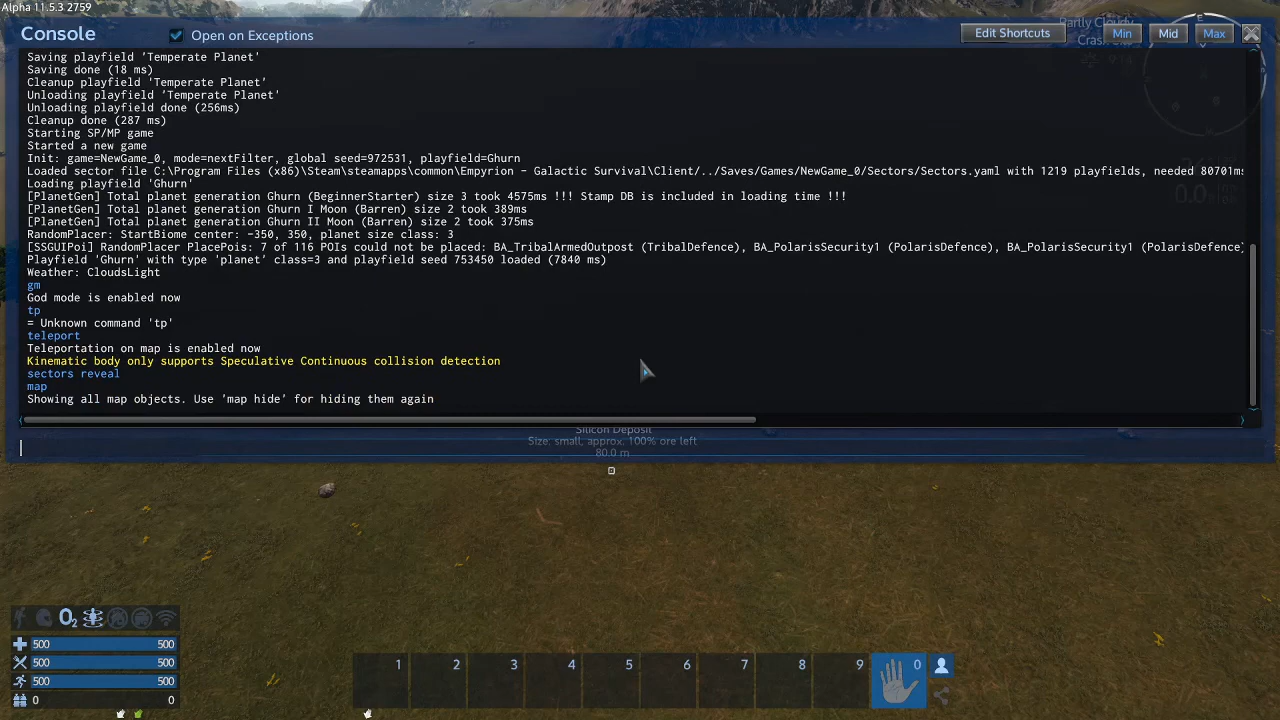 Alpha 11.5.3 2759
Console
Open on Exceptions
Edit Shortcuts
Min
Mid
Max
Partly Cloudy
Saving playfield 'Temperate Planet'
Saving done (18 ms)
Cleanup playfield 'Temperate Planet'
Unloading playfield 'Temperate Planet'
Unloading playfield done (256ms)
Cleanup done (287 ms)
Starting SP/MP game
Started a new game
Init: game=NewGame_0, mode=nextFilter, global seed=972531, playfield=Ghurn
Loaded sector file C:\Program Files (x86)\Steam\steamapps\common\Empyrion - Galactic Survival\Client/../Saves/Games/NewGame_0/Sectors/Sectors.yaml with 1219 playfields, needed 80701ms
Loading playfield 'Ghurn'
[PlanetGen] Total planet generation Ghurn (BeginnerStarter) size 3 took 4575ms !!! Stamp DB is included in loading time !!!
[PlanetGen] Total planet generation Ghurn I Moon (Barren) size 2 took 389ms
[PlanetGen] Total planet generation Ghurn II Moon (Barren) size 2 took 375ms
RandomPlacer: StartBiome center: -350, 350, planet size class: 3
[SSGUIPoi] RandomPlacer PlacePois: 7 of 116 POIs could not be placed: BA_TribalArmedOutpost (TribalDefence), BA_PolarisSecurity1 (PolarisDefence), BA_PolarisSecurity1 (PolarisDefence)
Playfield 'Ghurn' with type 'planet' class=3 and playfield seed 753450 loaded (7840 ms)
Weather: CloudsLight
gm
God mode is enabled now
tp
= Unknown command 'tp'
teleport
Teleportation on map is enabled now
Kinematic body only supports Speculative Continuous collision detection
sectors reveal
map
Showing all map objects. Use 'map hide' for hiding them again
Silicon Deposit
Size: small, approx. 100% ore left
80.0 m
O2
500 500
500 500
500 500
0 0
1 2 3 4 5 6 7 8 9 0